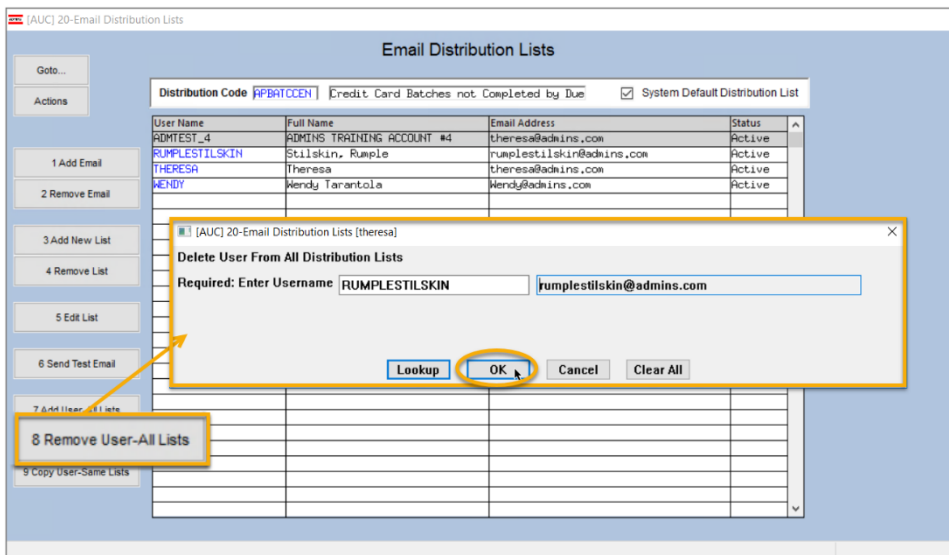 [AUC] 20-Email Distribution Lists
Email Distribution Lists
Goto...
Actions
Distribution Code APBATCCEN Credit Card Batches not Completed by Due System Default Distribution List
User Name Full Name Email Address Status
ADMTEST_4 ADMINS TRAINING ACCOUNT #4 theresa@admins.com Active
RUMPLESTILSKIN Stilskin, Rumple rumplestilskin@admins.com Active
THERESA Theresa theresa@admins.com Active
WENDY Wendy Tarantola Wendy@admins.com Active
1 Add Email
2 Remove Email
3 Add New List
4 Remove List
5 Edit List
6 Send Test Email
7 Add User-All Lists
8 Remove User-All Lists
9 Copy User-Same Lists
[AUC] 20-Email Distribution Lists [theresa]
Delete User From All Distribution Lists
Required: Enter Username RUMPLESTILSKIN rumplestilskin@admins.com
Lookup OK Cancel Clear All